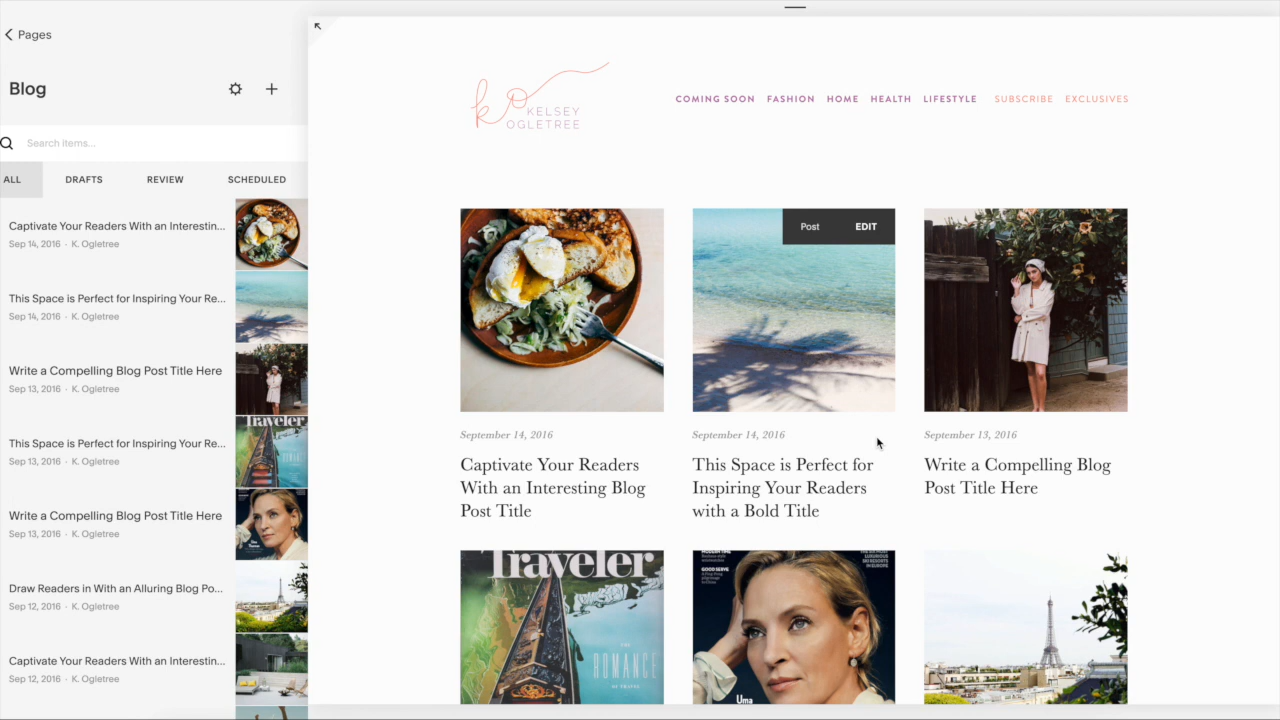 Pages
Blog
Search items...
ALL DRAFTS REVIEW SCHEDULED
Captivate Your Readers With an Interestin...
Sep 14, 2016 · K. Ogletree
This Space is Perfect for Inspiring Your Re...
Sep 14, 2016 · K. Ogletree
Write a Compelling Blog Post Title Here
Sep 13, 2016 · K. Ogletree
This Space is Perfect for Inspiring Your Re...
Sep 13, 2016 · K. Ogletree
Write a Compelling Blog Post Title Here
Sep 13, 2016 · K. Ogletree
Readers in With an Alluring Blog Po...
Sep 12, 2016 · K. Ogletree
Captivate Your Readers With an Interestin...
Sep 12, 2016 · K. Ogletree
ko
KELSEY
OGLETREE
COMING SOON FASHION HOME HEALTH LIFESTYLE SUBSCRIBE EXCLUSIVES
Post EDIT
September 14, 2016
Captivate Your Readers
With an Interesting Blog
Post Title
September 14, 2016
This Space is Perfect for
Inspiring Your Readers
with a Bold Title
September 13, 2016
Write a Compelling Blog
Post Title Here
Traveler
THE
ROMANCE
OF TRAVEL
GOOD SERVE
Uma